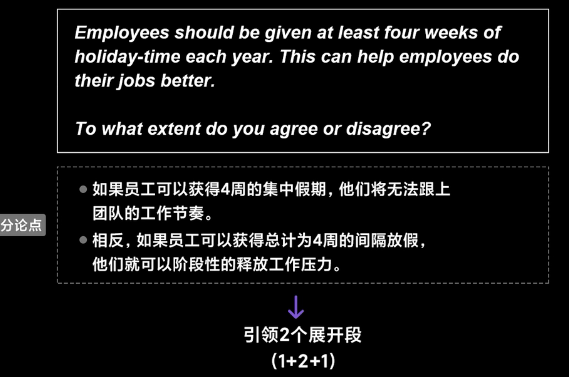 Employees should be given at least four weeks of
holiday-time each year. This can help employees do
their jobs better.
To what extent do you agree or disagree?
分论点
如果员工可以获得4周的集中假期，他们将无法跟上
团队的工作节奏。
相反，如果员工可以获得总计为4周的间隔放假，
他们就可以阶段性的释放工作压力。
引领2个展开段
（1+2+1）